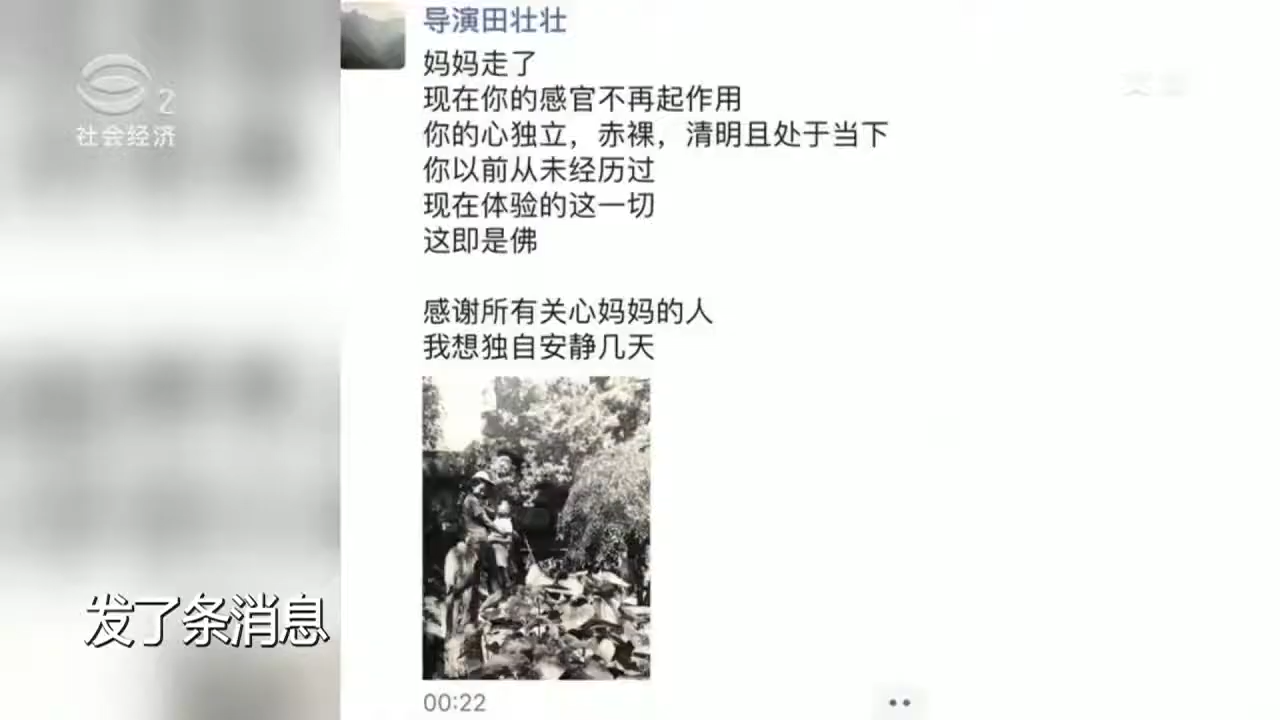 导演田壮壮
妈妈走了
现在你的感官不再起作用
你的心独立，赤裸，清明且处于当下
你以前从未经历过
现在体验的这一切
这即是佛
感谢所有关心妈妈的人
我想独自安静几天
00:22
2
社会经济
发了条消息